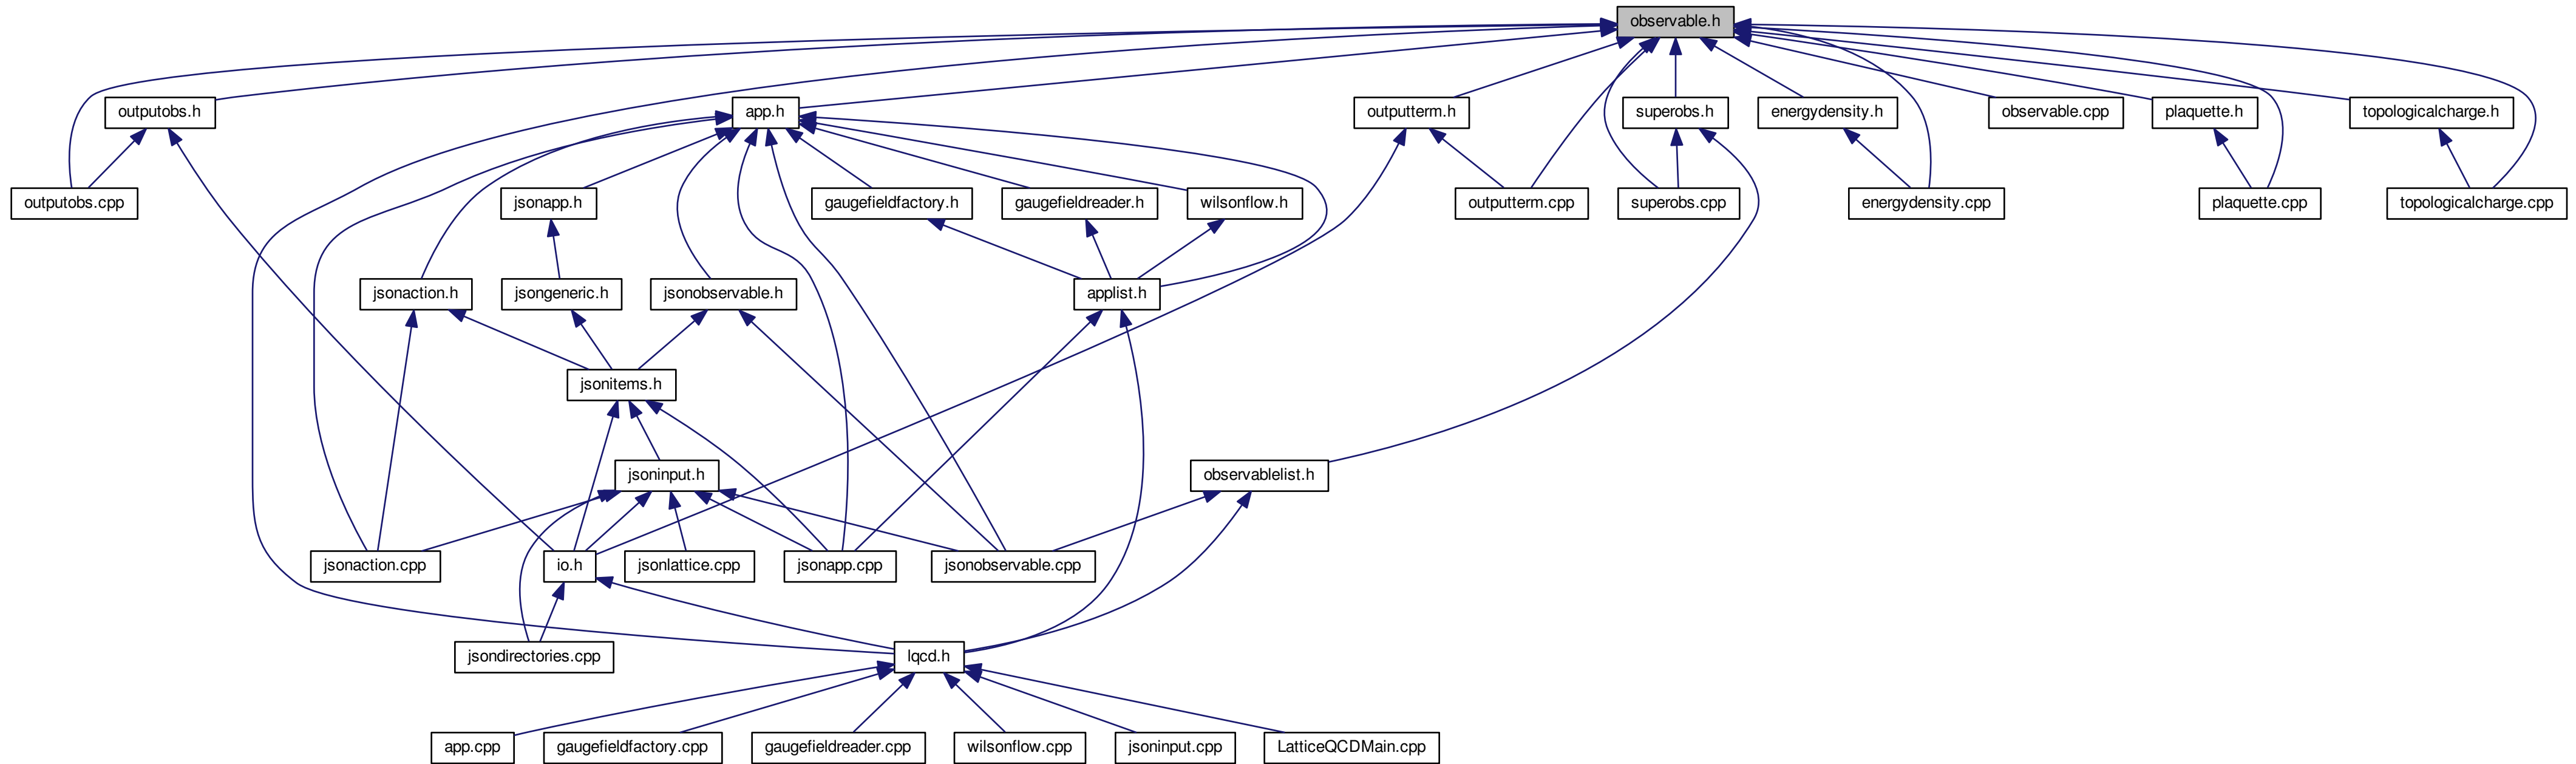 observable.h
outputobs.h
app.h
outputterm.h
superobs.h
energydensity.h
observable.cpp
plaquette.h
topologicalcharge.h
outputobs.cpp
jsonapp.h
gaugefieldfactory.h
gaugefieldreader.h
wilsonflow.h
outputterm.cpp
superobs.cpp
energydensity.cpp
plaquette.cpp
topologicalcharge.cpp
jsonaction.h
jsongeneric.h
jsonobservable.h
applist.h
jsonitems.h
jsoninput.h
observablelist.h
jsonaction.cpp
io.h
jsonlattice.cpp
jsonapp.cpp
jsonobservable.cpp
jsondirectories.cpp
lqcd.h
app.cpp
gaugefieldfactory.cpp
gaugefieldreader.cpp
wilsonflow.cpp
jsoninput.cpp
LatticeQCDMain.cpp